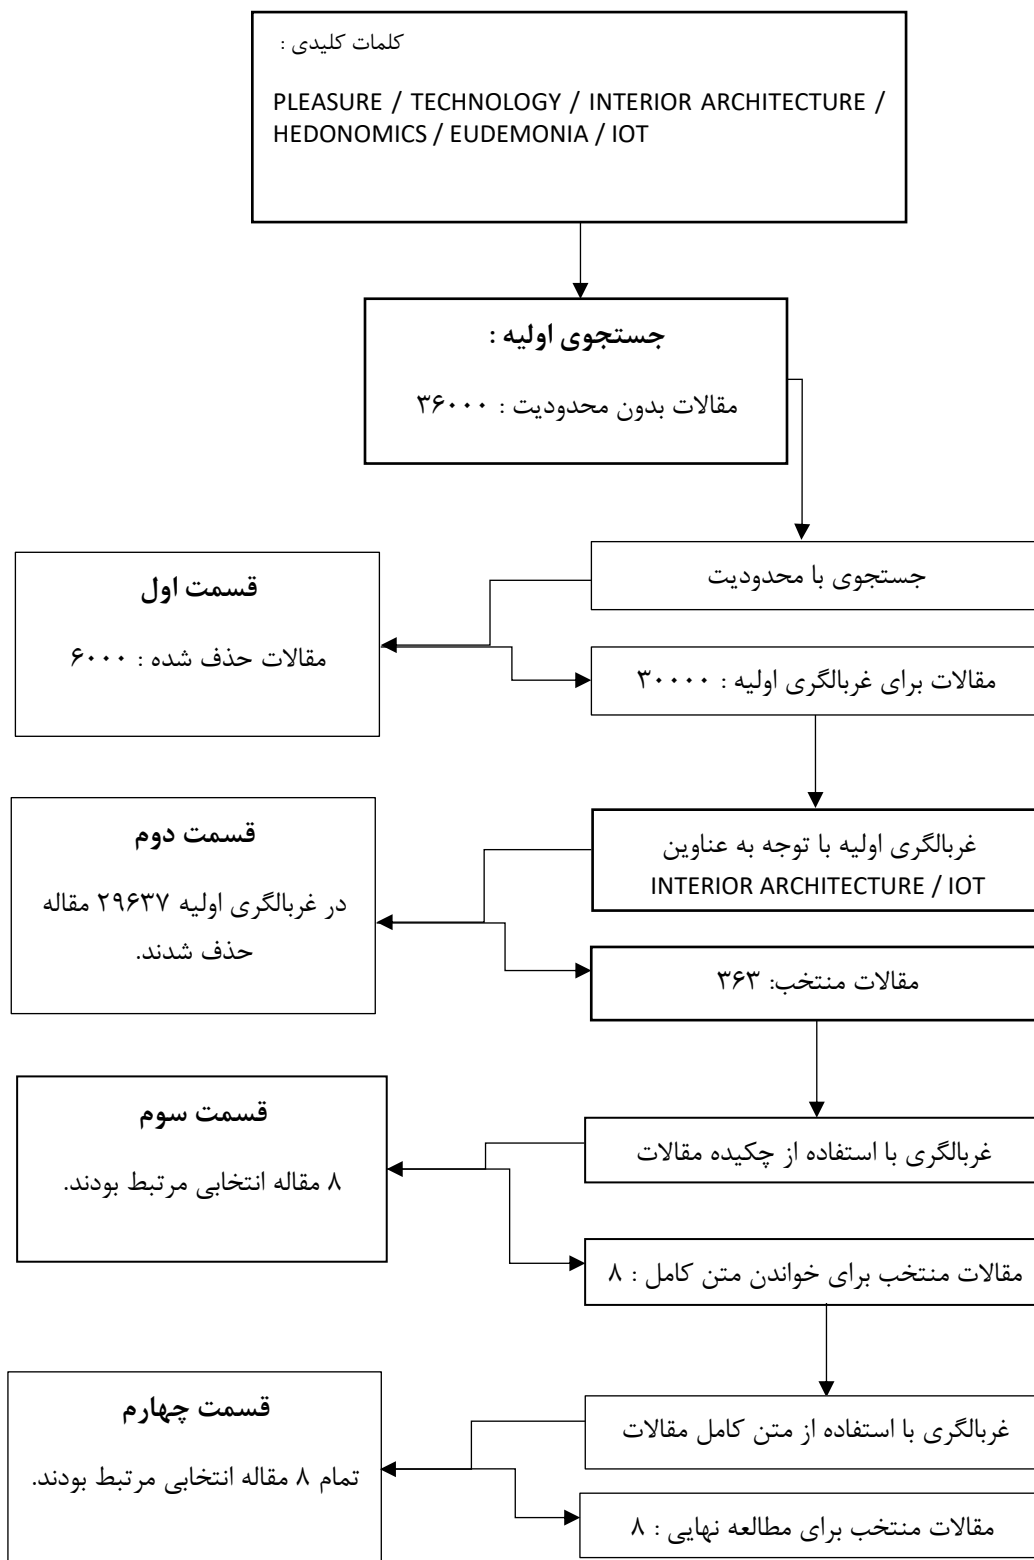 کلمات کلیدی :
PLEASURE / TECHNOLOGY / INTERIOR ARCHITECTURE /
HEDONOMICS / EUDEMONIA / IOT
جستجوی اولیه :
مقالات بدون محدودیت : ۳۶۰۰۰
جستجوی با محدودیت
قسمت اول
مقالات حذف شده : ۶۰۰۰
مقالات برای غربالگری اولیه : ۳۰۰۰۰
غربالگری اولیه با توجه به عناوین
INTERIOR ARCHITECTURE / IOT
قسمت دوم
در غربالگری اولیه ۲۹۶۳۷ مقاله
حذف شدند.
مقالات منتخب: ۳۶۳
غربالگری با استفاده از چکیده مقالات
قسمت سوم
۸ مقاله انتخابی مرتبط بودند.
مقالات منتخب برای خواندن متن کامل : ۸
غربالگری با استفاده از متن کامل مقالات
قسمت چهارم
تمام ۸ مقاله انتخابی مرتبط بودند.
مقالات منتخب برای مطالعه نهایی : ۸